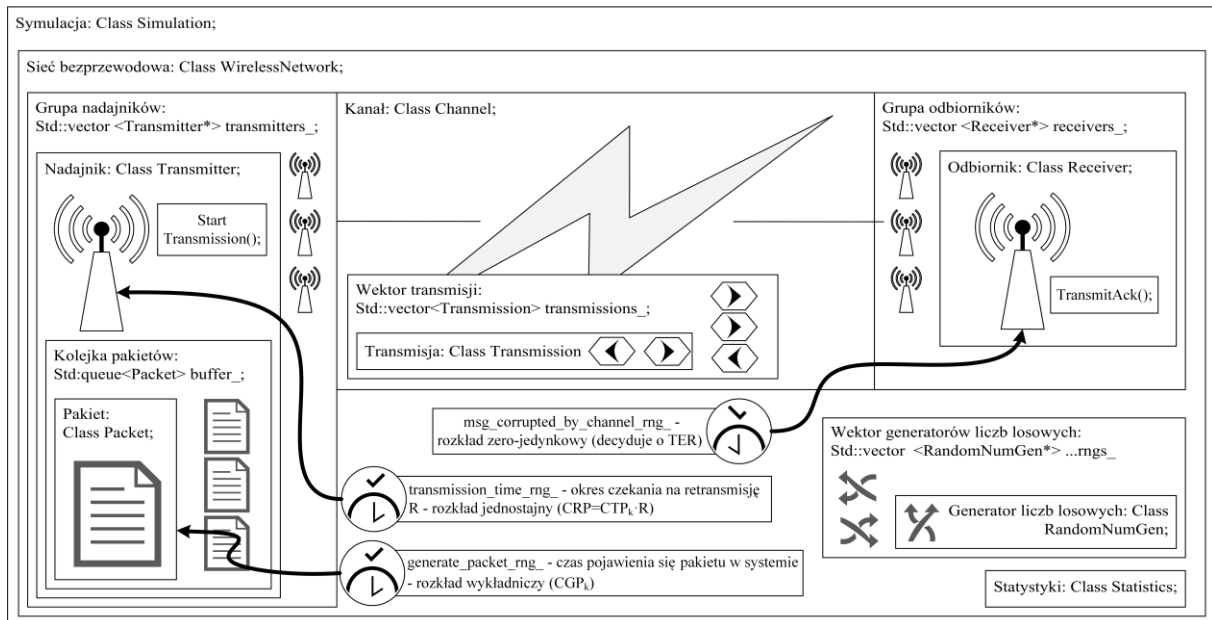 Symulacja: Class Simulation;
Sieć bezprzewodowa: Class WirelessNetwork;
Grupa nadajników:
Std::vector <Transmitter*> transmitters_;
Nadajnik: Class Transmitter;
Start
Transmission();
Kolejka pakietów:
Std:queue<Packet> buffer_;
Pakiet:
Class Packet;
Kanał: Class Channel;
Wektor transmisji:
Std::vector<Transmission> transmissions_;
Transmisja: Class Transmission
Grupa odbiorników:
Std::vector <Receiver*> receivers_;
Odbiornik: Class Receiver;
TransmitAck();
msg_corrupted_by_channel_rng_ -
rozkład zero-jedynkowy (decyduje o TER)
transmission_time_rng_ - okres czekania na retransmisję
R - rozkład jednostajny (CRP=CTPₖ·R)
generate_packet_rng_ - czas pojawienia się pakietu w systemie
- rozkład wykładniczy (CGPₖ)
Wektor generatorów liczb losowych:
Std::vector <RandomNumGen*> ...rngs_
Generator liczb losowych: Class
RandomNumGen;
Statystyki: Class Statistics;